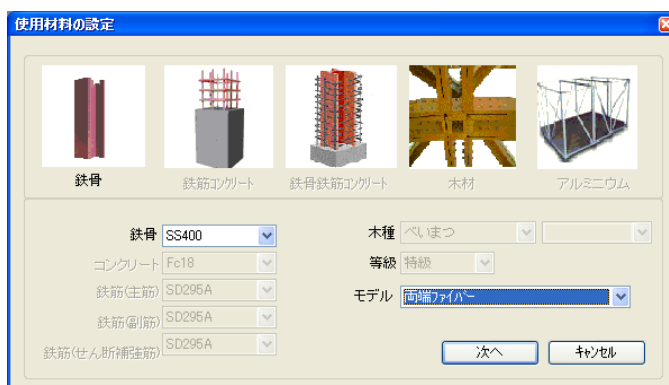 使用材料の設定
鉄骨
鉄筋コンクリート
鉄骨鉄筋コンクリート
木材
アルミニウム
鉄骨 SS400
木種 べいまつ
コンクリート Fc18
等級 特級
鉄筋(主筋) SD295A
モデル 両端ファイバー
鉄筋(副筋) SD295A
鉄筋(せん断補強筋) SD295A
次へ
キャンセル